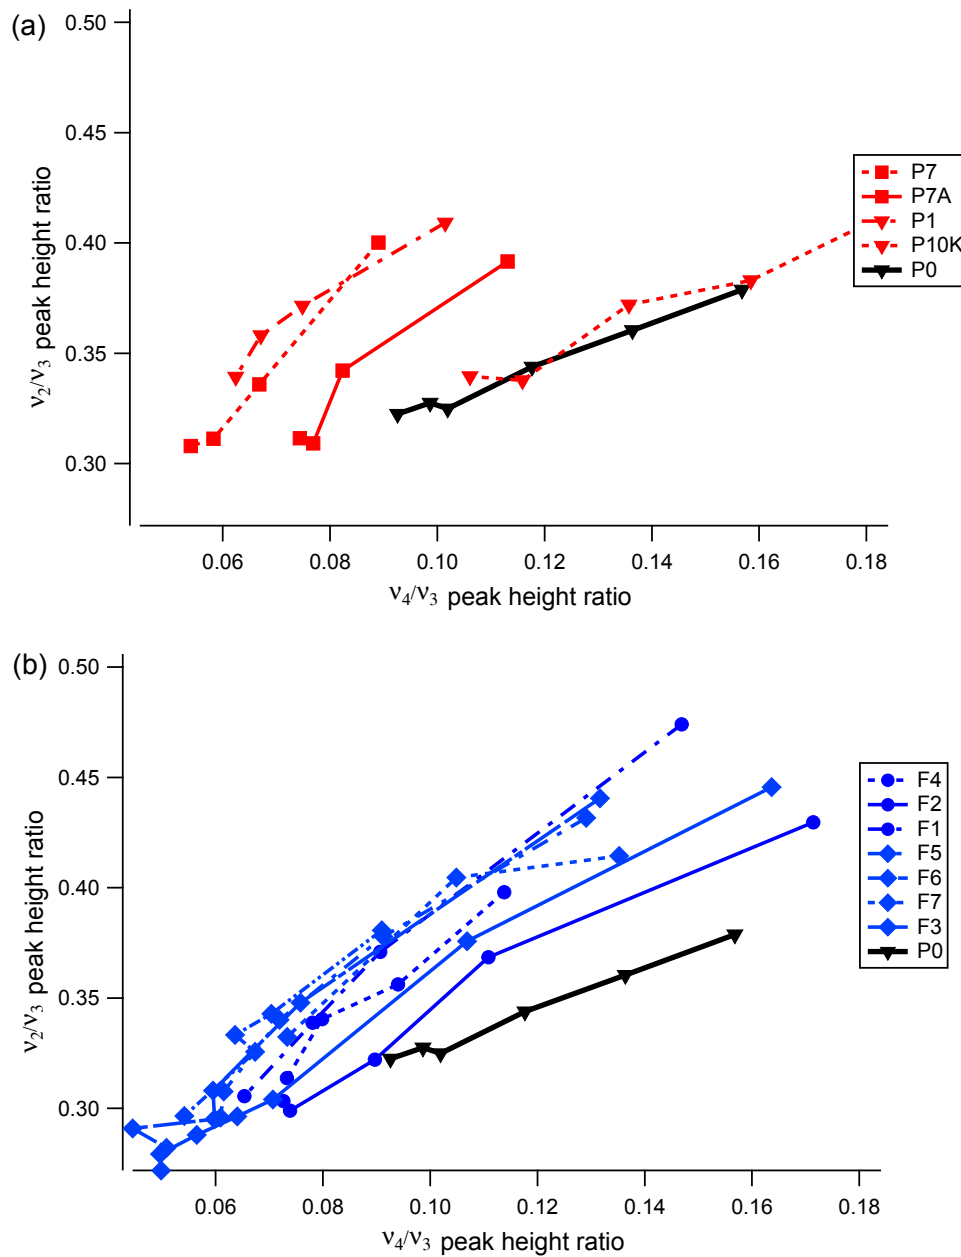 (a)
0.50
0.45
0.40
0.35
0.30
ν2/ν3 peak height ratio
0.06 0.08 0.10 0.12 0.14 0.16 0.18
ν4/ν3 peak height ratio
P7
P7A
P1
P10K
P0
(b)
0.50
0.45
0.40
0.35
0.30
ν2/ν3 peak height ratio
0.06 0.08 0.10 0.12 0.14 0.16 0.18
ν4/ν3 peak height ratio
F4
F2
F1
F5
F6
F7
F3
P0